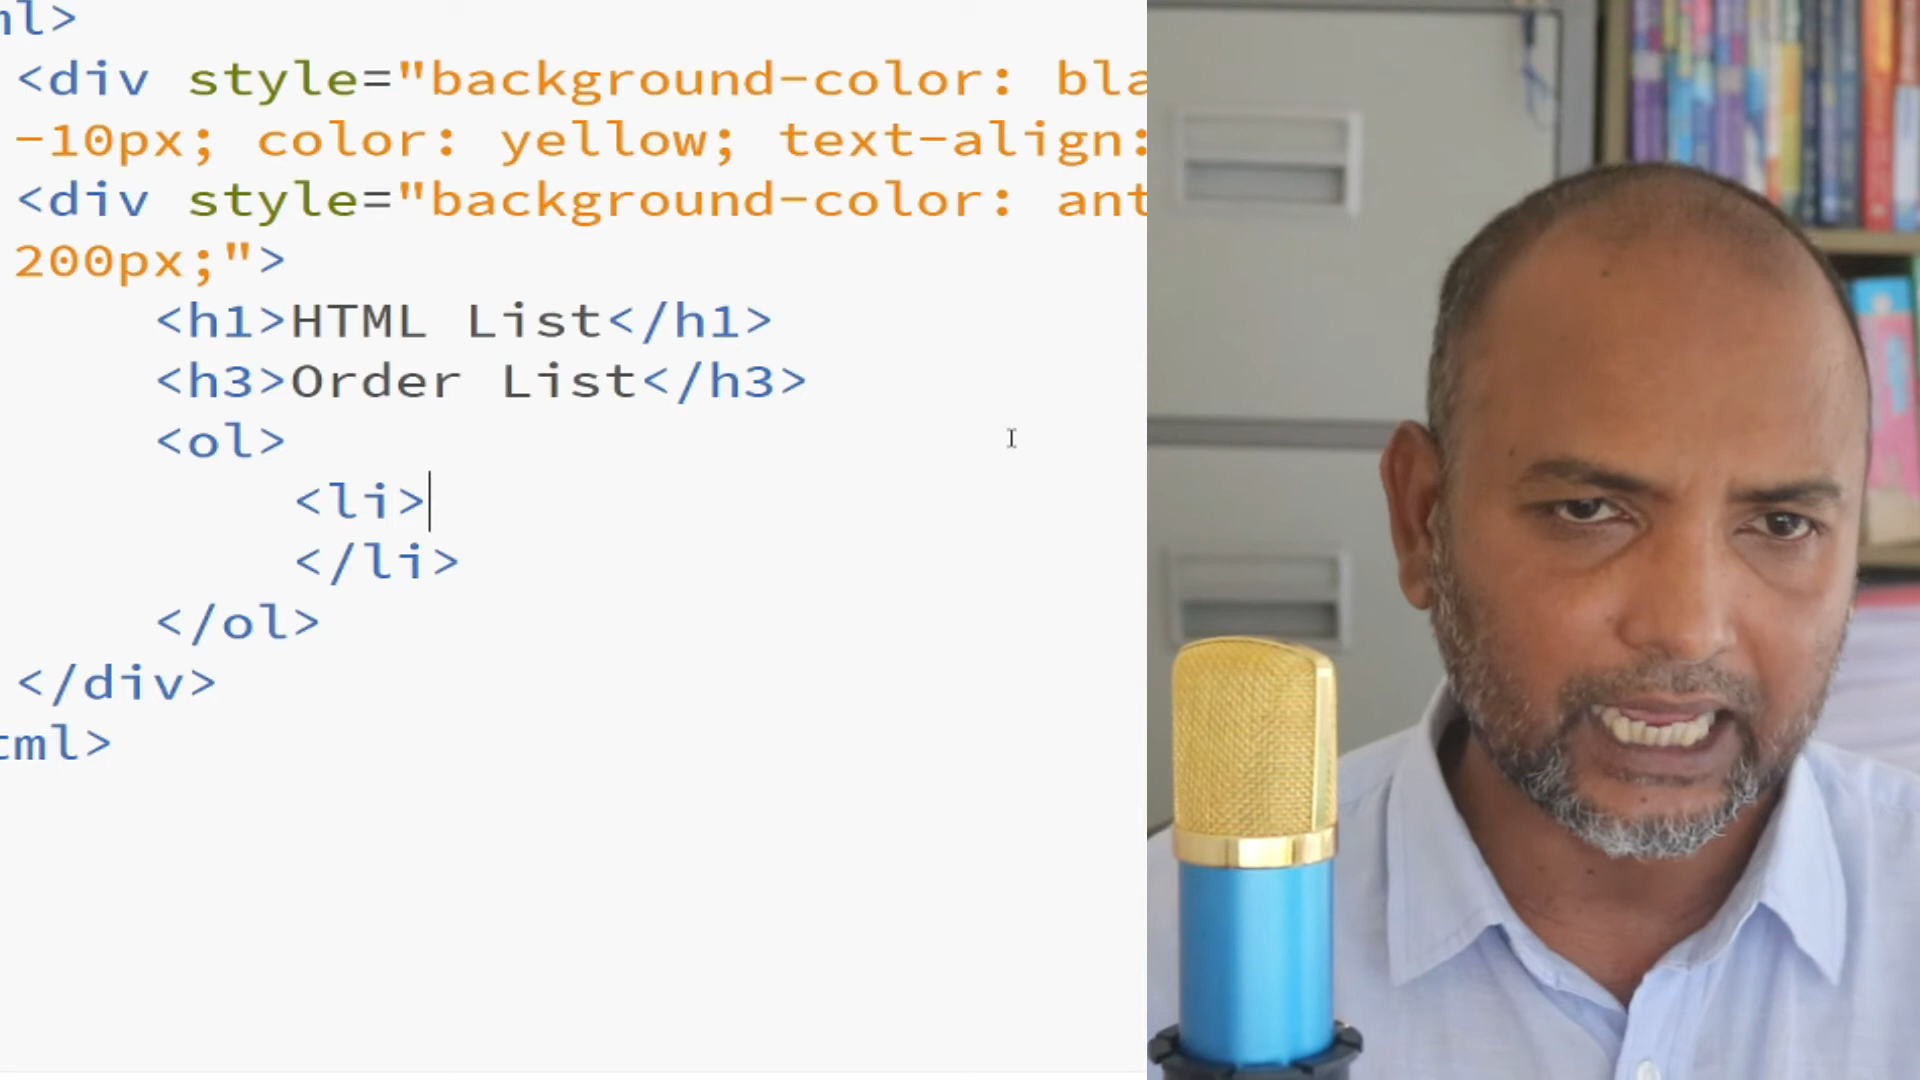 ml>
<div style="background-color: bla
-10px; color: yellow; text-align:
<div style="background-color: ant
200px;">
<h1>HTML List</h1>
<h3>Order List</h3>
<ol>
<li>
</li>
</ol>
</div>
tml>